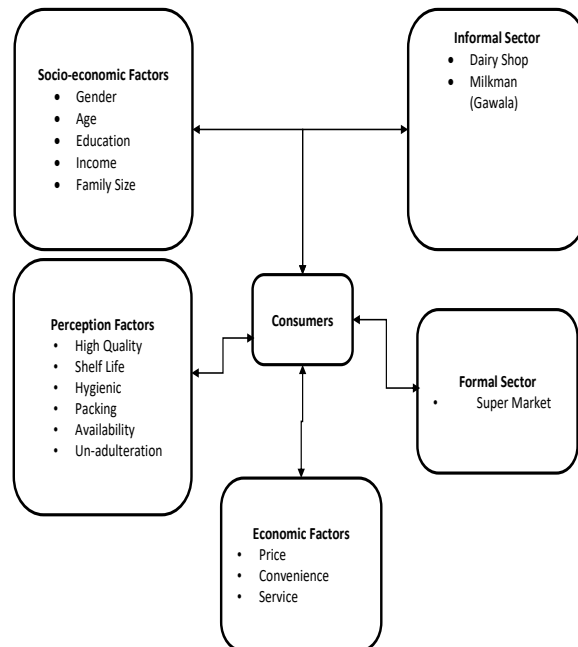 Socio-economic Factors
• Gender
• Age
• Education
• Income
• Family Size
Informal Sector
• Dairy Shop
• Milkman
(Gawala)
Consumers
Perception Factors
• High Quality
• Shelf Life
• Hygienic
• Packing
• Availability
• Un-adulteration
Formal Sector
• Super Market
Economic Factors
• Price
• Convenience
• Service